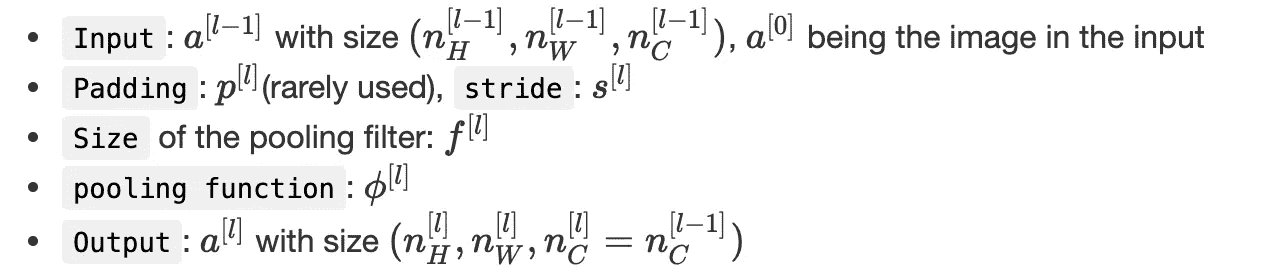 • Input : $a^{[l-1]}$ with size $(n_H^{[l-1]}, n_W^{[l-1]}, n_C^{[l-1]})$, $a^{[0]}$ being the image in the input
• Padding : $p^{[l]}$(rarely used), stride : $s^{[l]}$
• Size of the pooling filter: $f^{[l]}$
• pooling function : $\phi^{[l]}$
• Output : $a^{[l]}$ with size $(n_H^{[l]}, n_W^{[l]}, n_C^{[l]} = n_C^{[l-1]})$